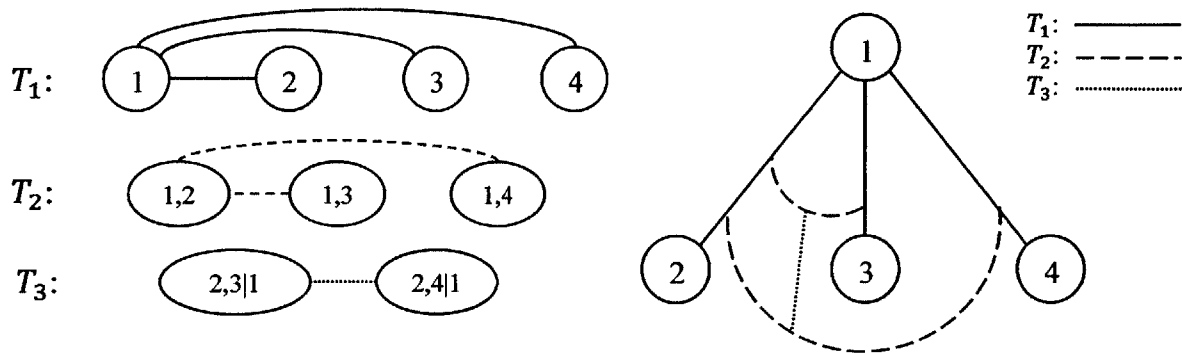 T₁: 1 2 3 4
T₂: 1,2 1,3 1,4
T₃: 2,3|1 2,4|1
1
2 3 4
T₁:
T₂:
T₃: